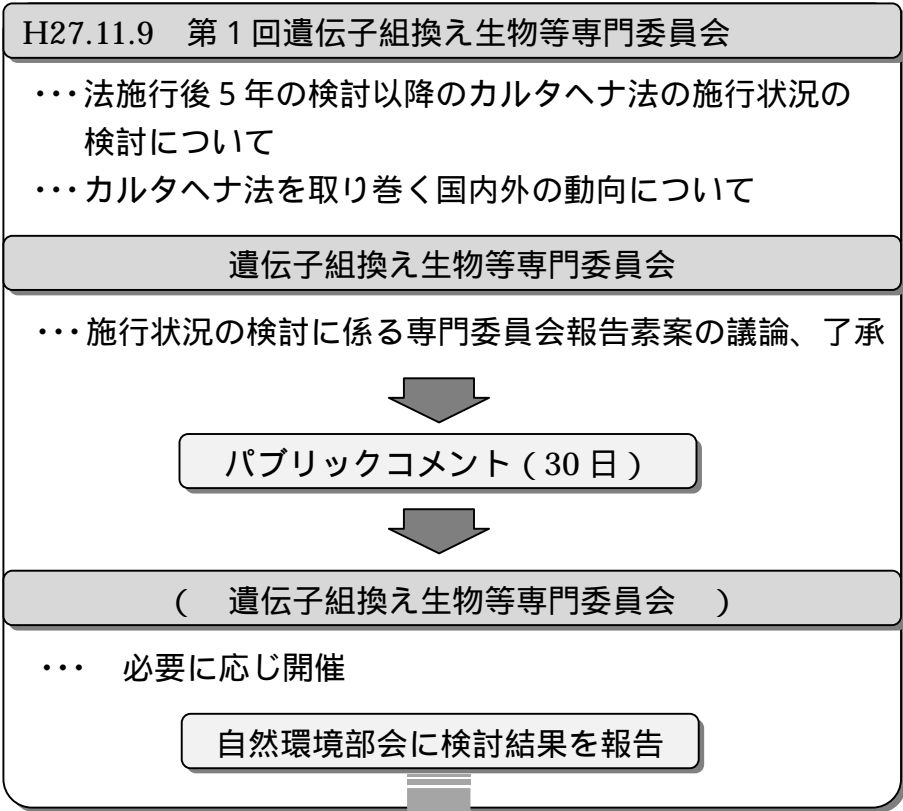 H27.11.9　第１回遺伝子組換え生物等専門委員会
・・・法施行後５年の検討以降のカルタヘナ法の施行状況の
検討について
・・・カルタヘナ法を取り巻く国内外の動向について
遺伝子組換え生物等専門委員会
・・・施行状況の検討に係る専門委員会報告素案の議論、了承
パブリックコメント（30 日）
（　遺伝子組換え生物等専門委員会　）
・・・　必要に応じ開催
自然環境部会に検討結果を報告